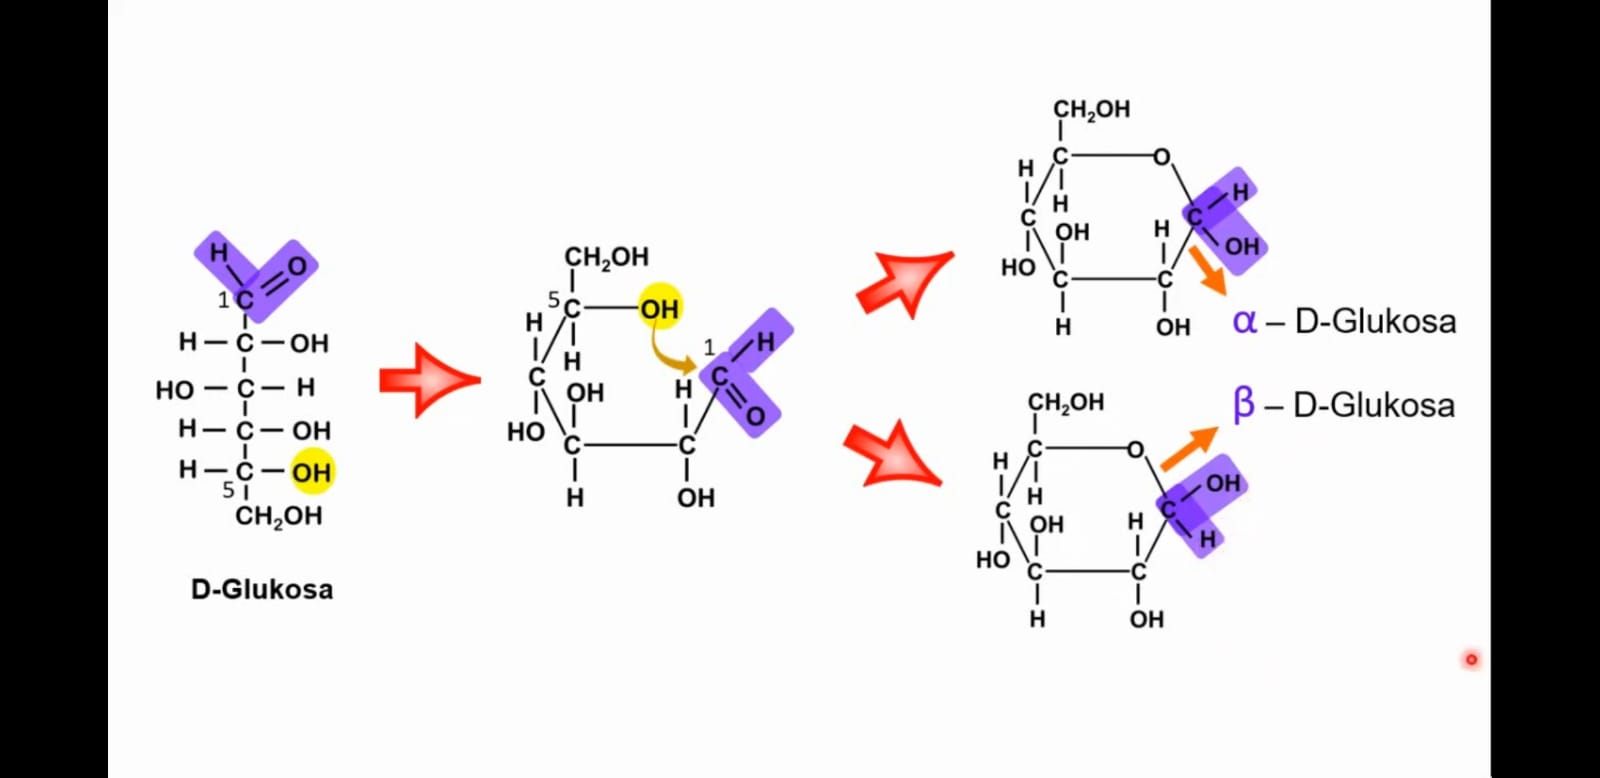 H
O
1 C
H – C – OH
HO – C – H
H – C – OH
H – C – OH
5
CH₂OH
D-Glukosa
CH₂OH
5 C OH
H
H
C
OH
HO
C
H
1
H
C
O
H
C
OH
CH₂OH
C O
H
H
C
OH
HO
C
H
H
C
OH
H
C
OH
α – D-Glukosa
β – D-Glukosa
CH₂OH
C O
H
H
C
OH
HO
C
H
OH
C
H
H
C
OH